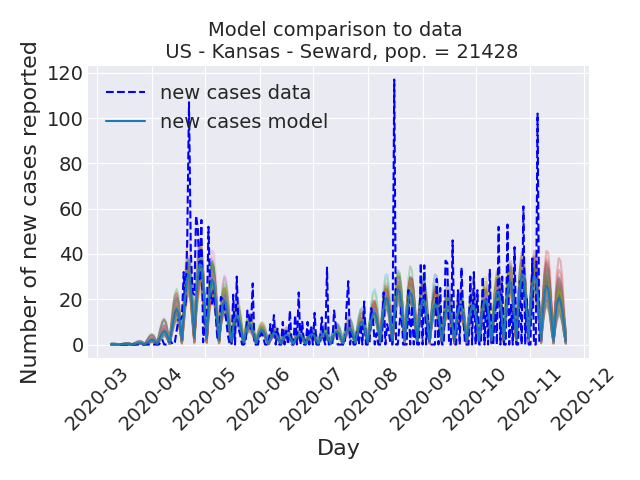 Model comparison to data
US - Kansas - Seward, pop. = 21428
Number of new cases reported
120
100
80
60
40
20
0
new cases data
new cases model
2020-03
2020-04
2020-05
2020-06
2020-07
2020-08
2020-09
2020-10
2020-11
2020-12
Day